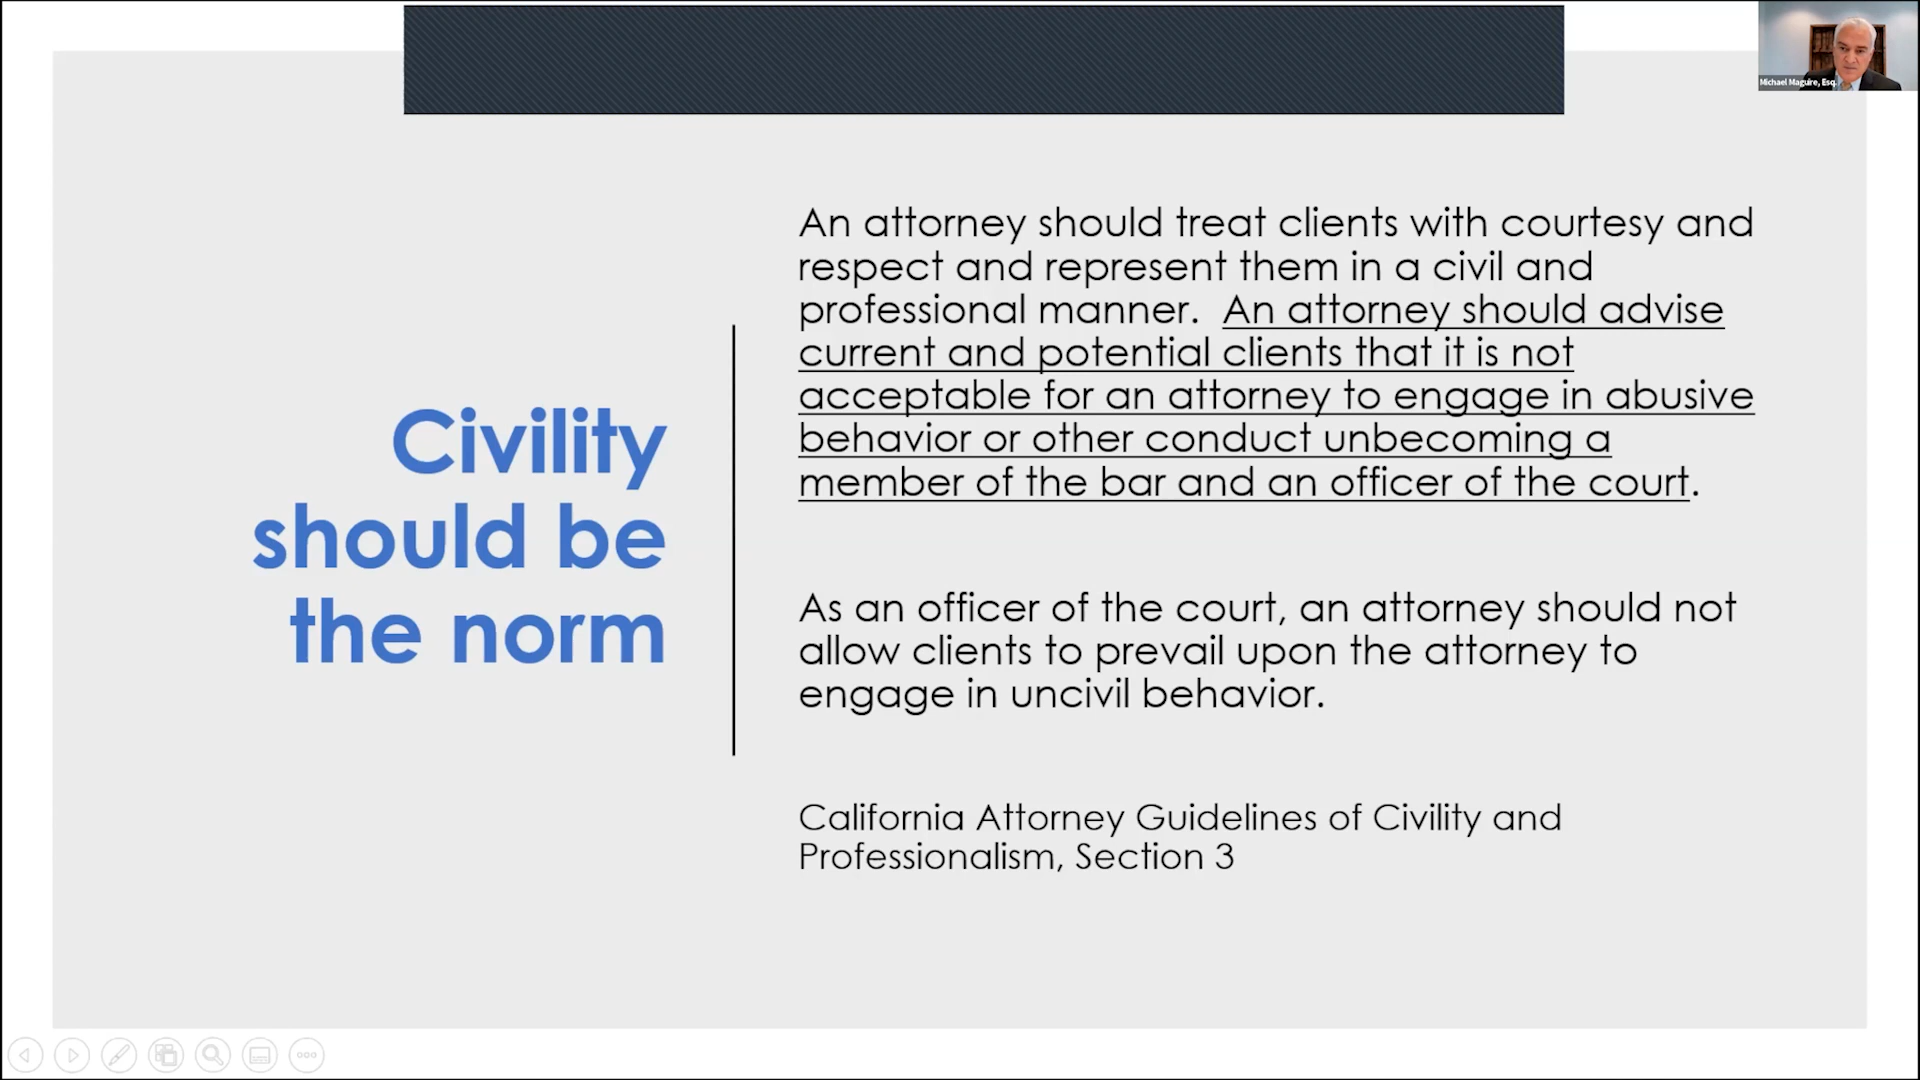 Michael Maguire, Esq.
Civility
should be
the norm
An attorney should treat clients with courtesy and
respect and represent them in a civil and
professional manner. An attorney should advise
current and potential clients that it is not
acceptable for an attorney to engage in abusive
behavior or other conduct unbecoming a
member of the bar and an officer of the court.
As an officer of the court, an attorney should not
allow clients to prevail upon the attorney to
engage in uncivil behavior.
California Attorney Guidelines of Civility and
Professionalism, Section 3